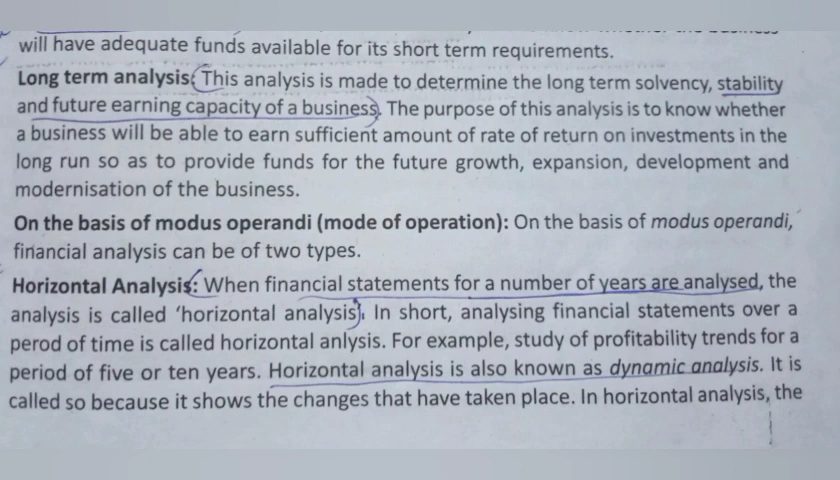 will have adequate funds available for its short term requirements.
Long term analysis: This analysis is made to determine the long term solvency, stability
and future earning capacity of a business. The purpose of this analysis is to know whether
a business will be able to earn sufficient amount of rate of return on investments in the
long run so as to provide funds for the future growth, expansion, development and
modernisation of the business.
On the basis of modus operandi (mode of operation): On the basis of modus operandi,
financial analysis can be of two types.
Horizontal Analysis: When financial statements for a number of years are analysed, the
analysis is called ‘horizontal analysis’. In short, analysing financial statements over a
perod of time is called horizontal anlysis. For example, study of profitability trends for a
period of five or ten years. Horizontal analysis is also known as dynamic analysis. It is
called so because it shows the changes that have taken place. In horizontal analysis, the